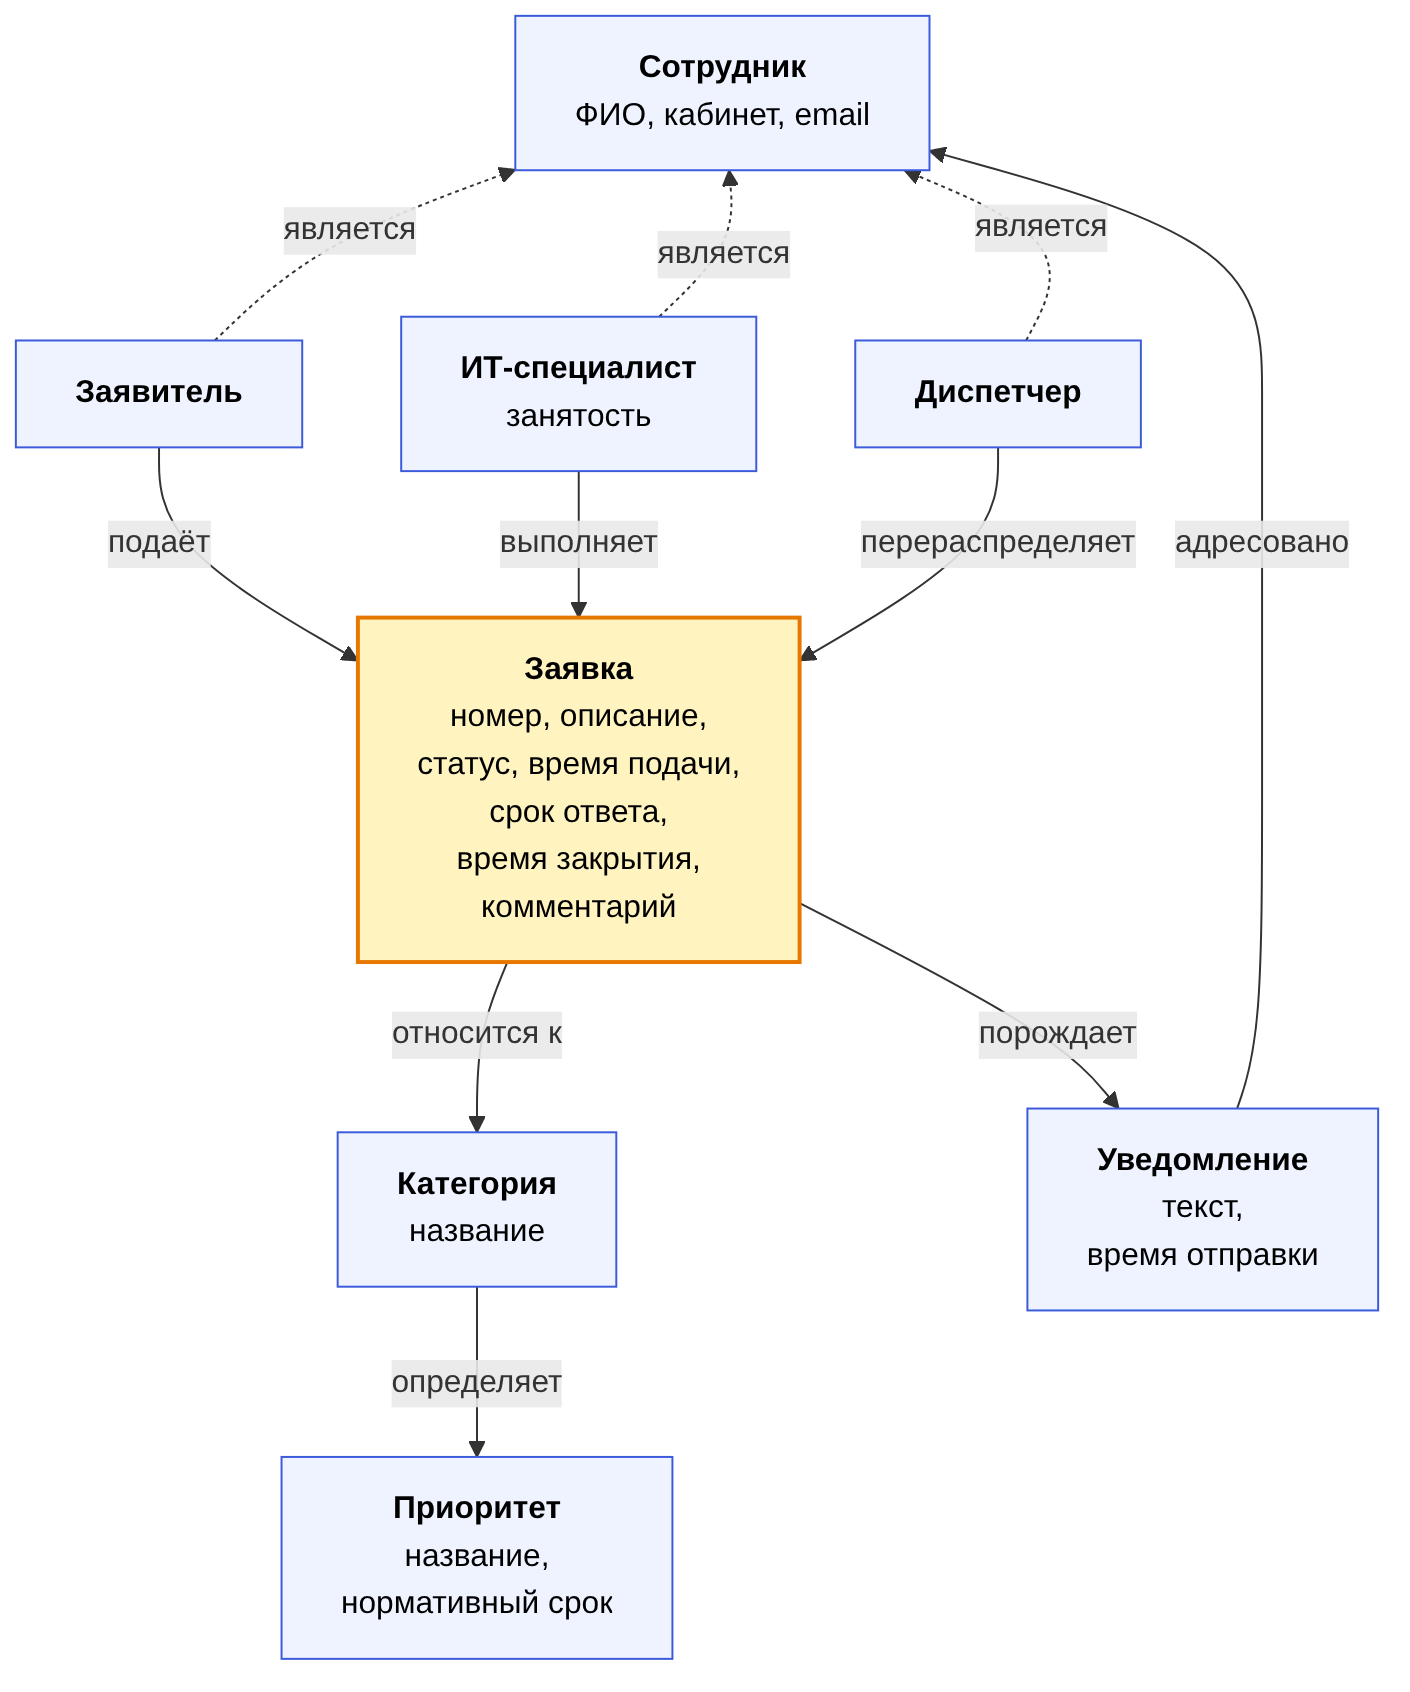 Сотрудник
ФИО, кабинет, email
является
является
является
Заявитель
ИТ-специалист
занятость
Диспетчер
подаёт
выполняет
перераспределяет
адресовано
Заявка
номер, описание,
статус, время подачи,
срок ответа,
время закрытия,
комментарий
относится к
порождает
Категория
название
Уведомление
текст,
время отправки
определяет
Приоритет
название,
нормативный срок